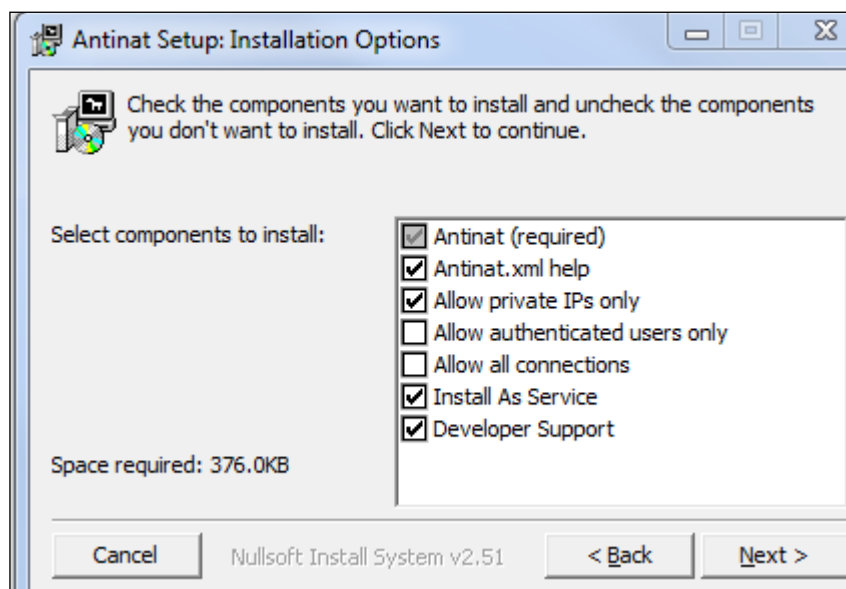 Antinat Setup: Installation Options
Check the components you want to install and uncheck the components
you don't want to install. Click Next to continue.
Select components to install:
Antinat (required)
Antinat.xml help
Allow private IPs only
Allow authenticated users only
Allow all connections
Install As Service
Developer Support
Space required: 376.0KB
Cancel
Nullsoft Install System v2.51
< Back
Next >